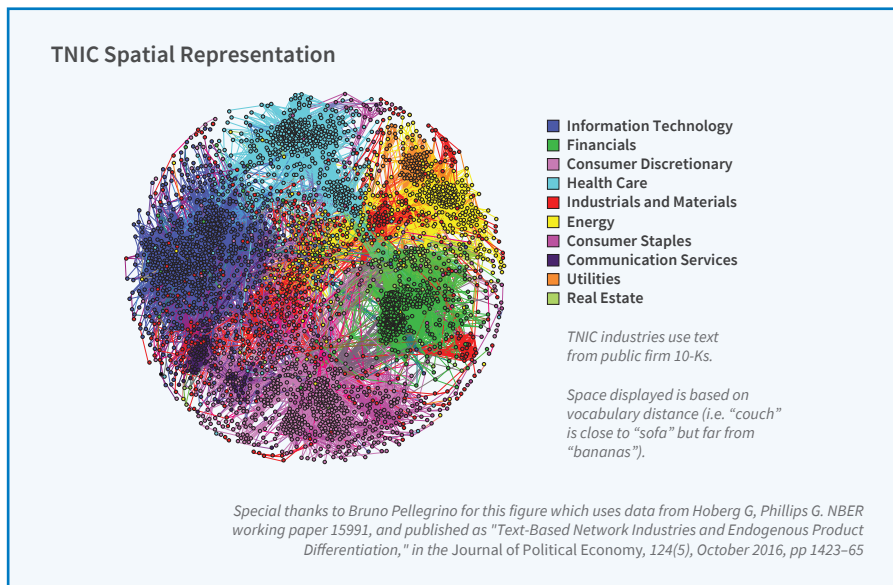 TNIC Spatial Representation
Information Technology
Financials
Consumer Discretionary
Health Care
Industrials and Materials
Energy
Consumer Staples
Communication Services
Utilities
Real Estate
TNIC industries use text
from public firm 10-Ks.
Space displayed is based on
vocabulary distance (i.e. “couch”
is close to “sofa” but far from
“bananas”).
Special thanks to Bruno Pellegrino for this figure which uses data from Hoberg G, Phillips G. NBER
working paper 15991, and published as "Text-Based Network Industries and Endogenous Product
Differentiation," in the Journal of Political Economy, 124(5), October 2016, pp 1423–65